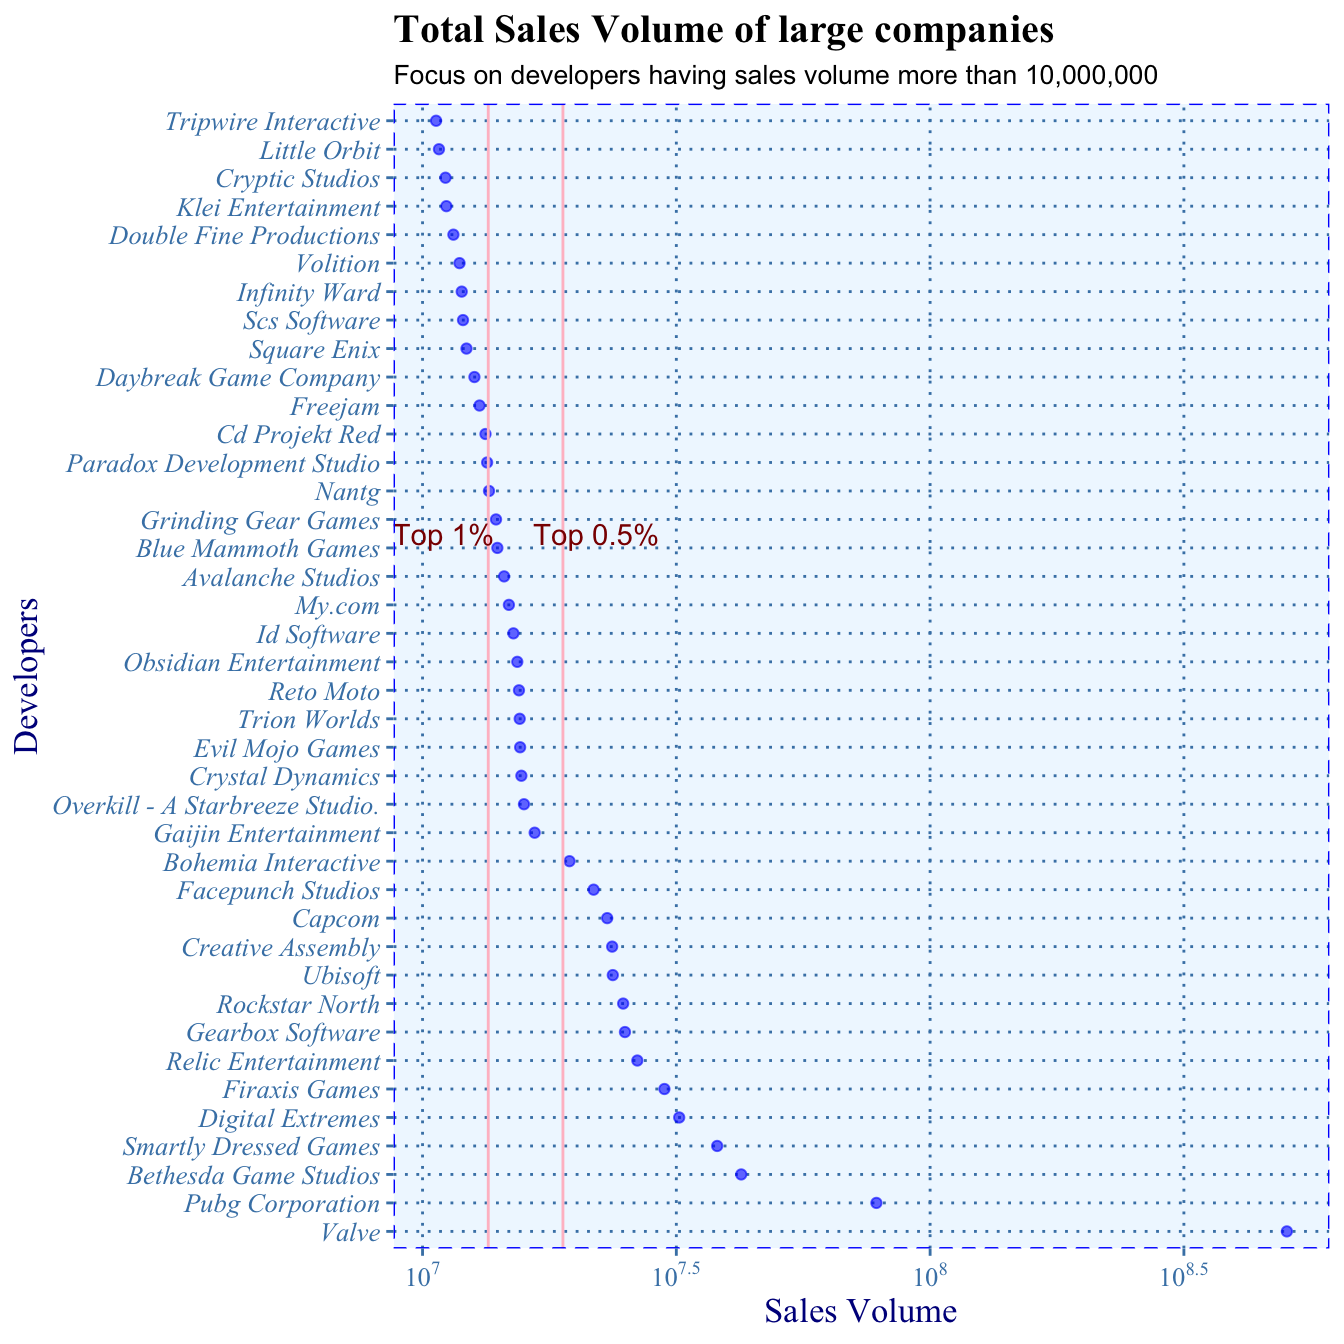 Total Sales Volume of large companies
Focus on developers having sales volume more than 10,000,000
Tripwire Interactive
Little Orbit
Cryptic Studios
Klei Entertainment
Double Fine Productions
Volition
Infinity Ward
Scs Software
Square Enix
Daybreak Game Company
Freejam
Cd Projekt Red
Paradox Development Studio
Nantg
Grinding Gear Games
Top 1% Top 0.5%
Blue Mammoth Games
Avalanche Studios
My.com
Id Software
Obsidian Entertainment
Reto Moto
Trion Worlds
Evil Mojo Games
Crystal Dynamics
Overkill - A Starbreeze Studio.
Gaijin Entertainment
Bohemia Interactive
Facepunch Studios
Capcom
Creative Assembly
Ubisoft
Rockstar North
Gearbox Software
Relic Entertainment
Firaxis Games
Digital Extremes
Smartly Dressed Games
Bethesda Game Studios
Pubg Corporation
Valve
Developers
10^7 10^7.5 10^8 10^8.5
Sales Volume